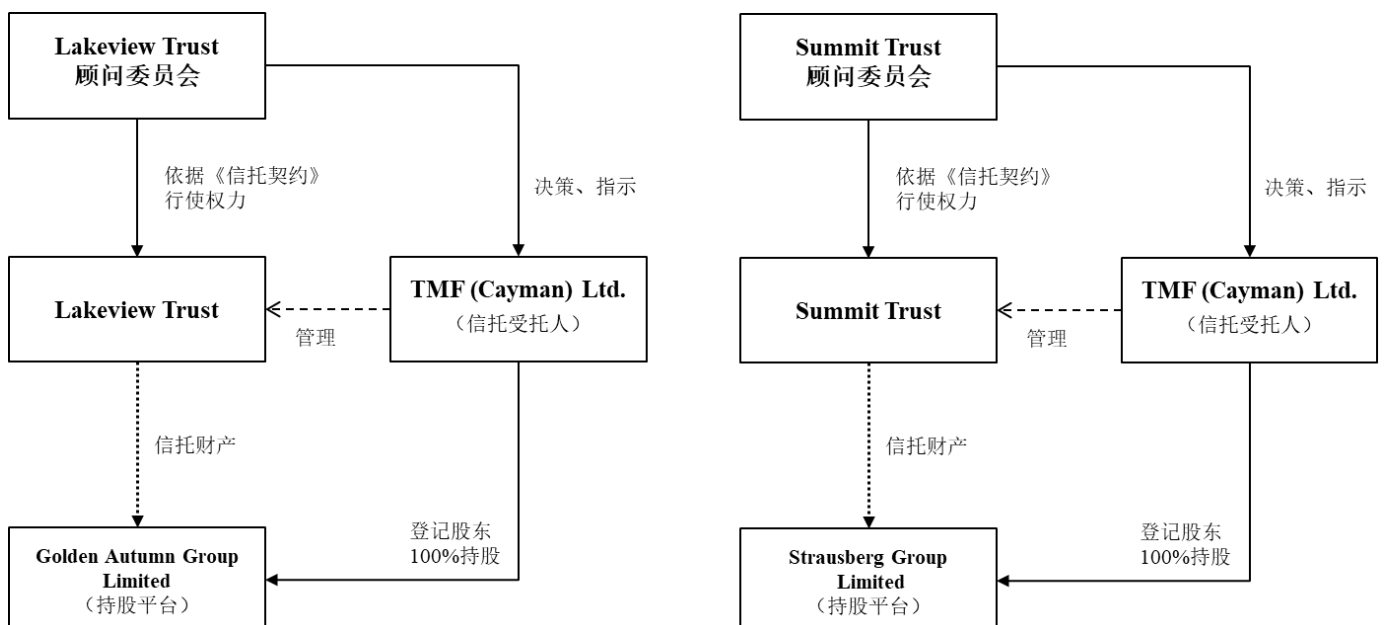 Lakeview Trust
顾问委员会
依据《信托契约》
行使权力
决策、指示
Lakeview Trust
管理
TMF (Cayman) Ltd.
（信托受托人）
信托财产
登记股东
100%持股
Golden Autumn Group
Limited
（持股平台）
Summit Trust
顾问委员会
依据《信托契约》
行使权力
决策、指示
Summit Trust
管理
TMF (Cayman) Ltd.
（信托受托人）
信托财产
登记股东
100%持股
Strausberg Group
Limited
（持股平台）